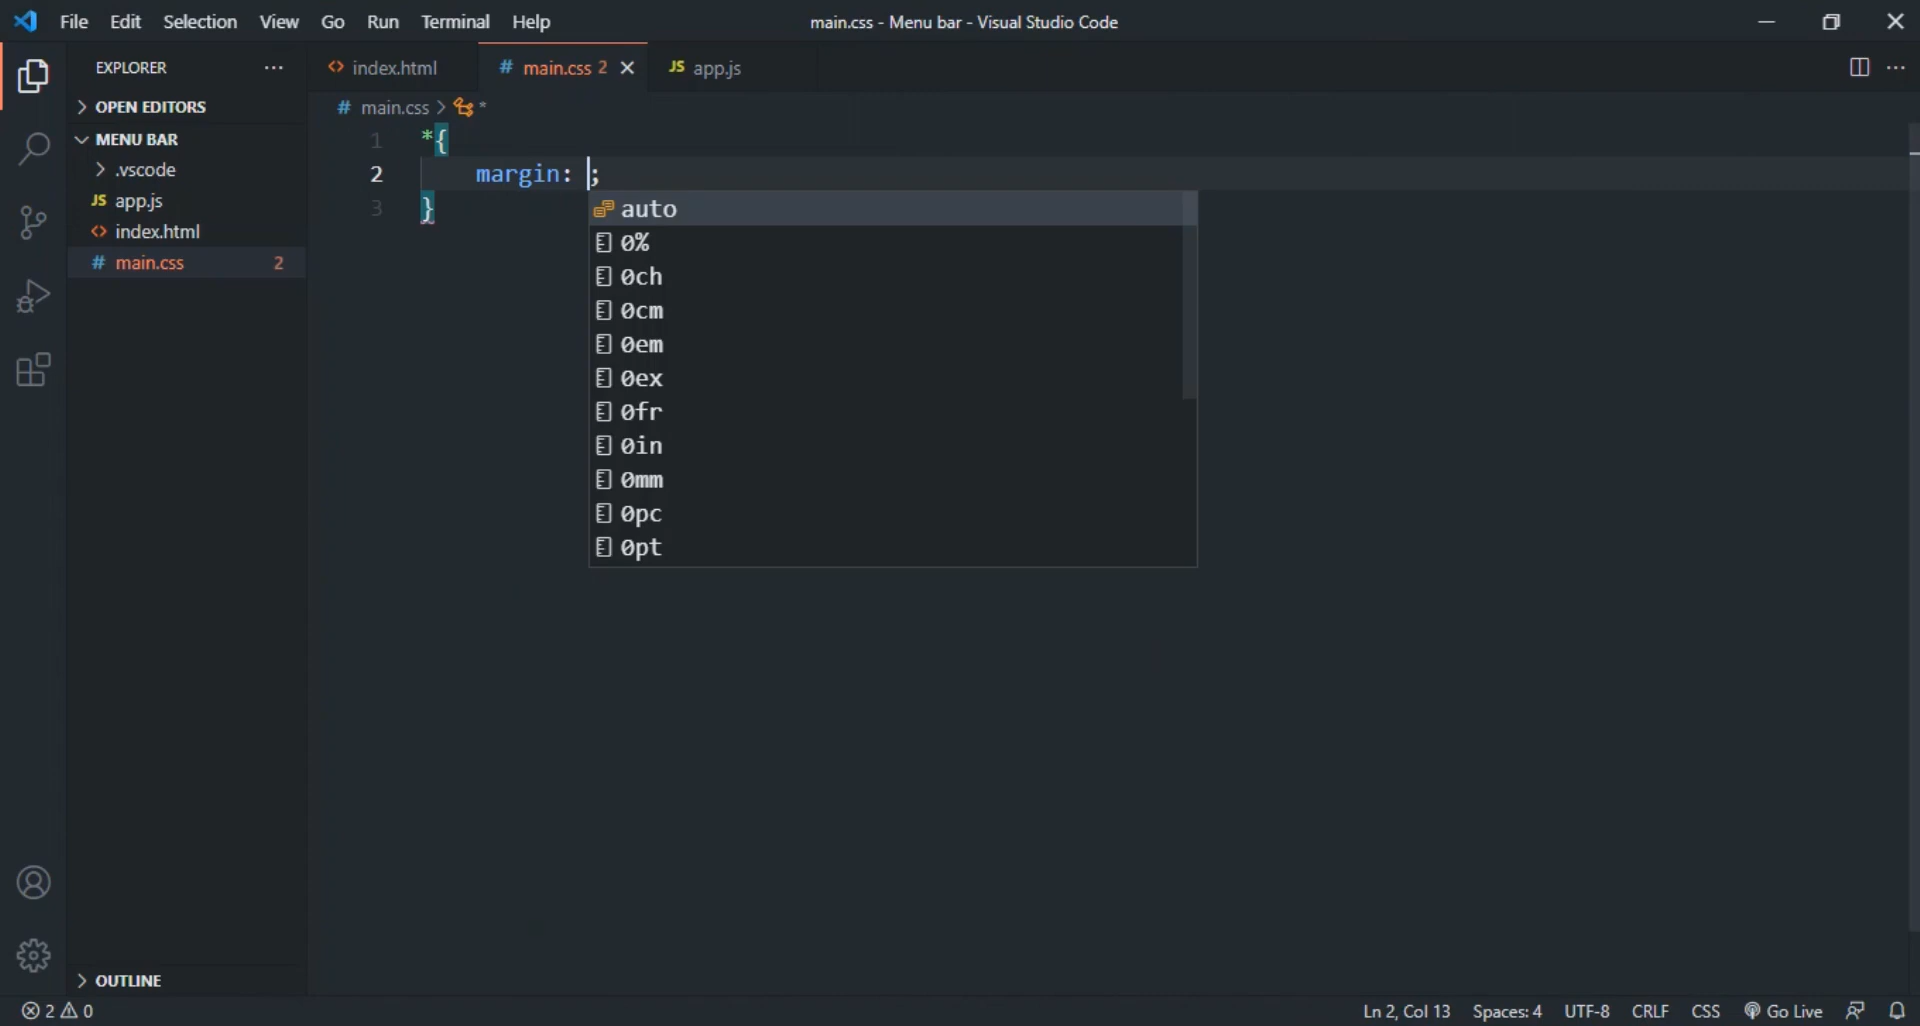 File Edit Selection View Go Run Terminal Help
main.css - Menu bar - Visual Studio Code
EXPLORER
OPEN EDITORS
MENU BAR
.vscode
JS app.js
<> index.html
# main.css 2
OUTLINE
<> index.html
# main.css 2
JS app.js
# main.css > *
1 *{
2 margin: ;
3 }
auto
0%
0ch
0cm
0em
0ex
0fr
0in
0mm
0pc
0pt
2 0
Ln 2, Col 13 Spaces: 4 UTF-8 CRLF CSS Go Live